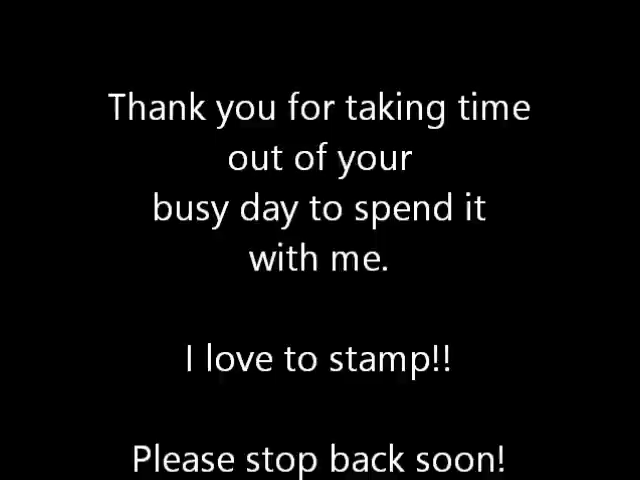 Thank you for taking time
out of your
busy day to spend it
with me.
I love to stamp!!
Please stop back soon!